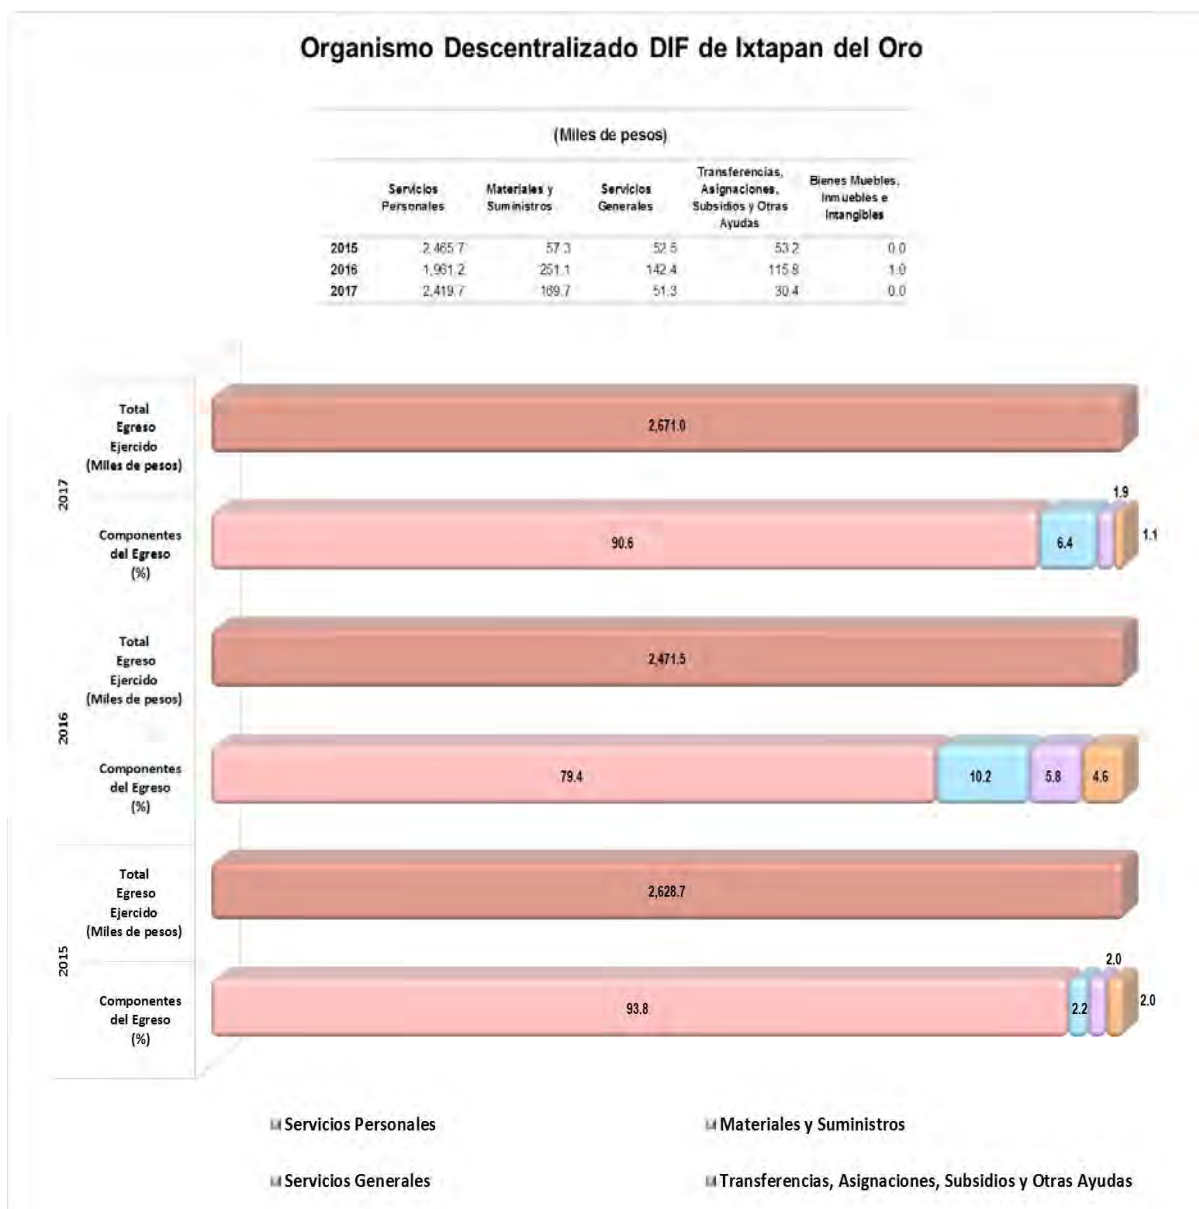 Organismo Descentralizado DIF de Ixtapan del Oro
(Miles de pesos)
Servicios Personales
Materiales y Suministros
Servicios Generales
Transferencias, Asignaciones, Subsidios y Otras Ayudas
Bienes Muebles, Inmuebles e Intangibles
2015 2,465.7 57.3 52.5 53.2 0.0
2016 1,961.2 251.1 142.4 115.8 1.0
2017 2,419.7 169.7 51.3 30.4 0.0
2017
Total
Egreso
Ejercido
(Miles de pesos)
2,671.0
Componentes
del Egreso
(%)
90.6 6.4 1.9 1.1
2016
Total
Egreso
Ejercido
(Miles de pesos)
2,471.5
Componentes
del Egreso
(%)
79.4 10.2 5.8 4.6
2015
Total
Egreso
Ejercido
(Miles de pesos)
2,628.7
Componentes
del Egreso
(%)
93.8 2.2 2.0 2.0
Servicios Personales
Materiales y Suministros
Servicios Generales
Transferencias, Asignaciones, Subsidios y Otras Ayudas